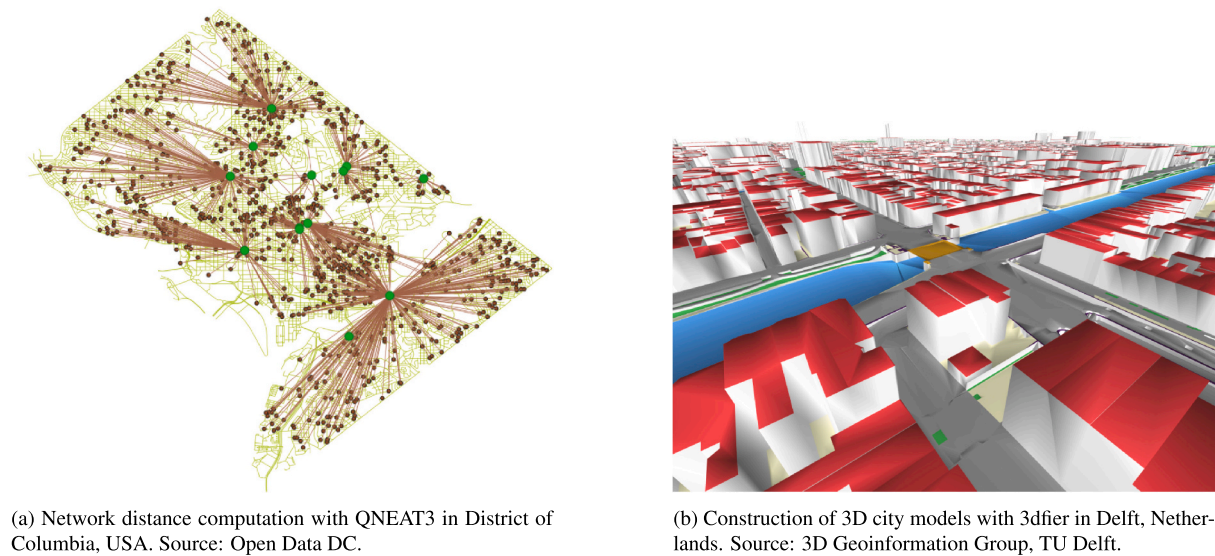 (a) Network distance computation with QNEAT3 in District of
Columbia, USA. Source: Open Data DC.
(b) Construction of 3D city models with 3dfier in Delft, Nether-
lands. Source: 3D Geoinformation Group, TU Delft.